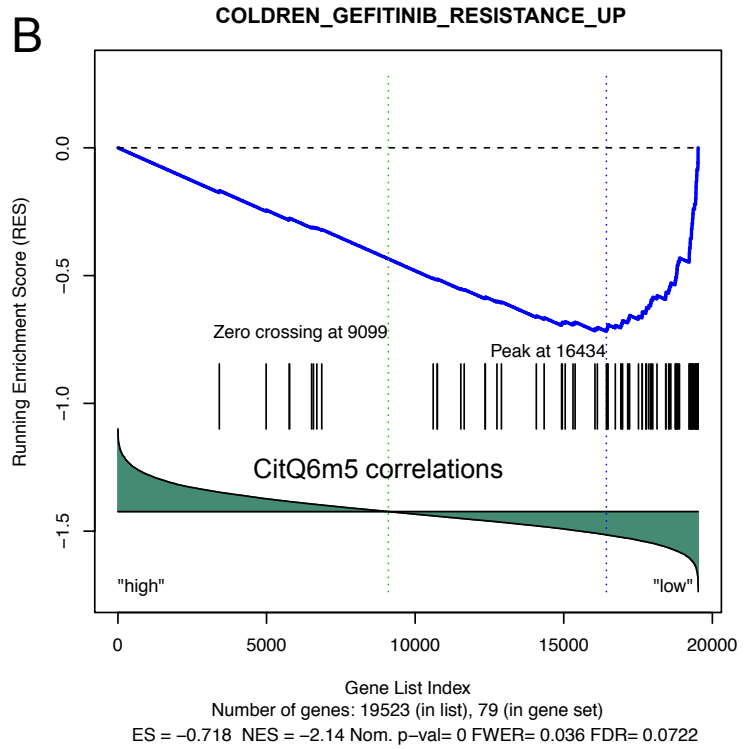 B
COLDREN_GEFITINIB_RESISTANCE_UP
Running Enrichment Score (RES)
0.0
−0.5
−1.0
−1.5
Zero crossing at 9099
Peak at 16434
CitQ6m5 correlations
"high"
"low"
0
5000
10000
15000
20000
Gene List Index
Number of genes: 19523 (in list), 79 (in gene set)
ES = −0.718  NES = −2.14 Nom. p−val= 0 FWER= 0.036 FDR= 0.0722